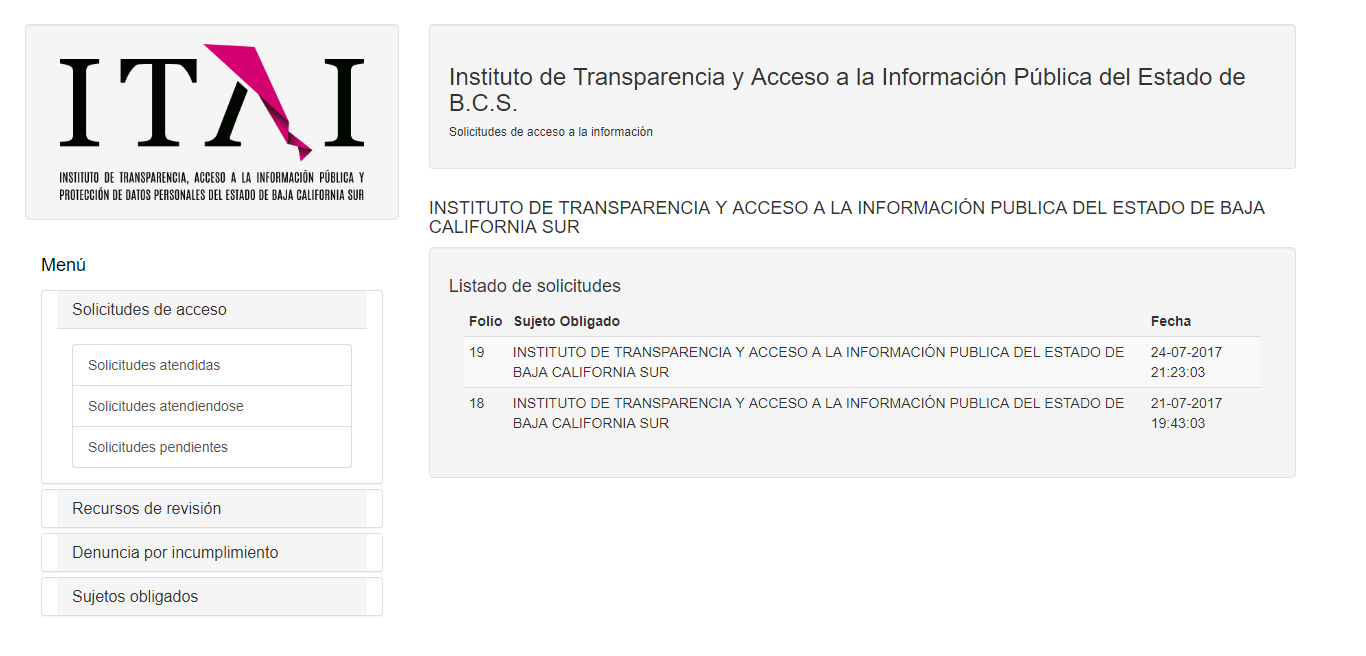 ITAI
INSTITUTO DE TRANSPARENCIA, ACCESO A LA INFORMACIÓN PÚBLICA Y
PROTECCIÓN DE DATOS PERSONALES DEL ESTADO DE BAJA CALIFORNIA SUR
Menú
Solicitudes de acceso
Solicitudes atendidas
Solicitudes atendiendose
Solicitudes pendientes
Recursos de revisión
Denuncia por incumplimiento
Sujetos obligados
Instituto de Transparencia y Acceso a la Información Pública del Estado de
B.C.S.
Solicitudes de acceso a la información
INSTITUTO DE TRANSPARENCIA Y ACCESO A LA INFORMACIÓN PUBLICA DEL ESTADO DE BAJA
CALIFORNIA SUR
Listado de solicitudes
Folio Sujeto Obligado Fecha
19 INSTITUTO DE TRANSPARENCIA Y ACCESO A LA INFORMACIÓN PUBLICA DEL ESTADO DE 24-07-2017
BAJA CALIFORNIA SUR 21:23:03
18 INSTITUTO DE TRANSPARENCIA Y ACCESO A LA INFORMACIÓN PUBLICA DEL ESTADO DE 21-07-2017
BAJA CALIFORNIA SUR 19:43:03